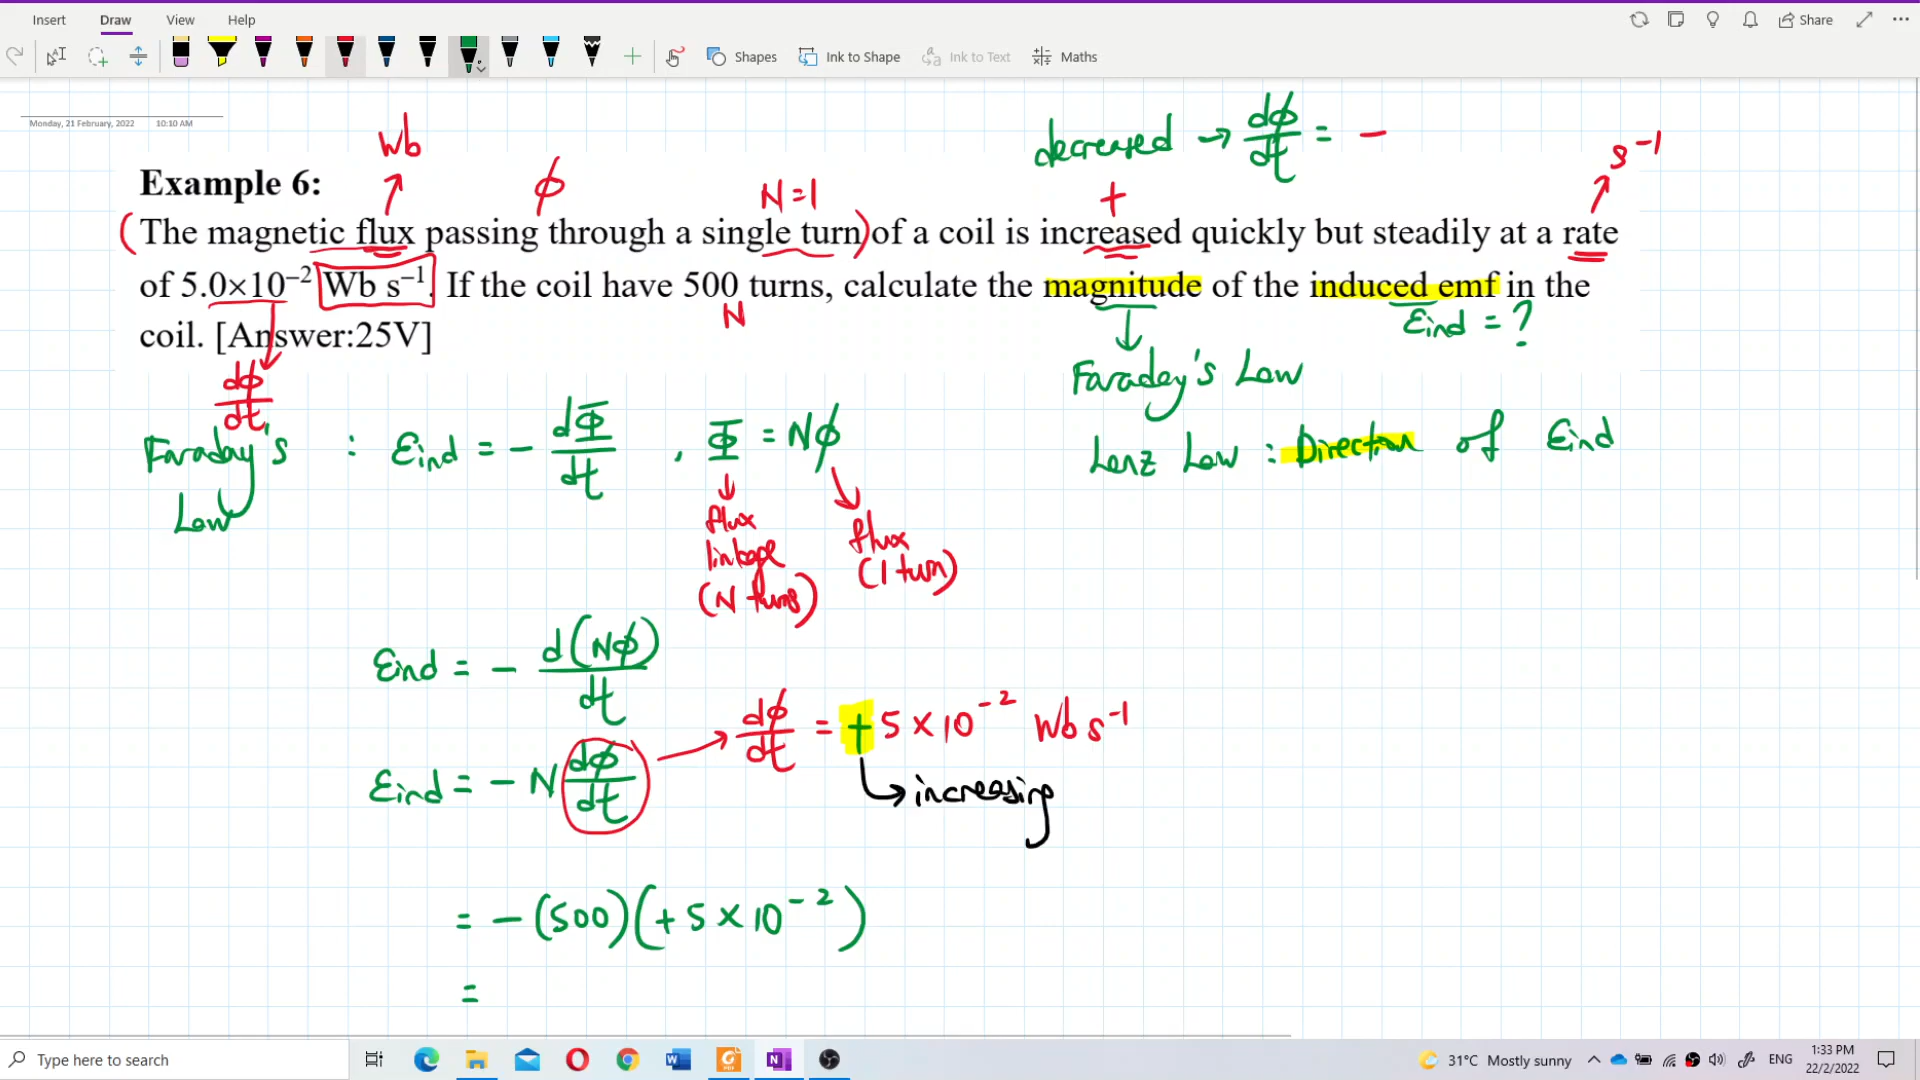 Insert Draw View Help
Share
Shapes Ink to Shape Ink to Text Maths
Monday, 21 February, 2022 10:10 AM
decreased → dϕ/dt = −
Wb
ϕ
N=1
+
s⁻¹
Example 6:
(The magnetic flux passing through a single turn) of a coil is increased quickly but steadily at a rate
of 5.0×10⁻² Wb s⁻¹. If the coil have 500 turns, calculate the magnitude of the induced emf in the
N
Eind = ?
coil. [Answer:25V]
dϕ/dt
Faraday's Law
Faraday's : Eind = − dΦ/dt , Φ = Nϕ
Law
Lenz Law : Direction of Eind
flux
linkage
(N turns)
flux
(1 turn)
Eind = − d(Nϕ)/dt
Eind = − N dϕ/dt → dϕ/dt = + 5 × 10⁻² Wb s⁻¹
↳ increasing
= − (500)(+ 5 × 10⁻²)
=
Type here to search
31°C Mostly sunny
ENG
1:33 PM
22/2/2022